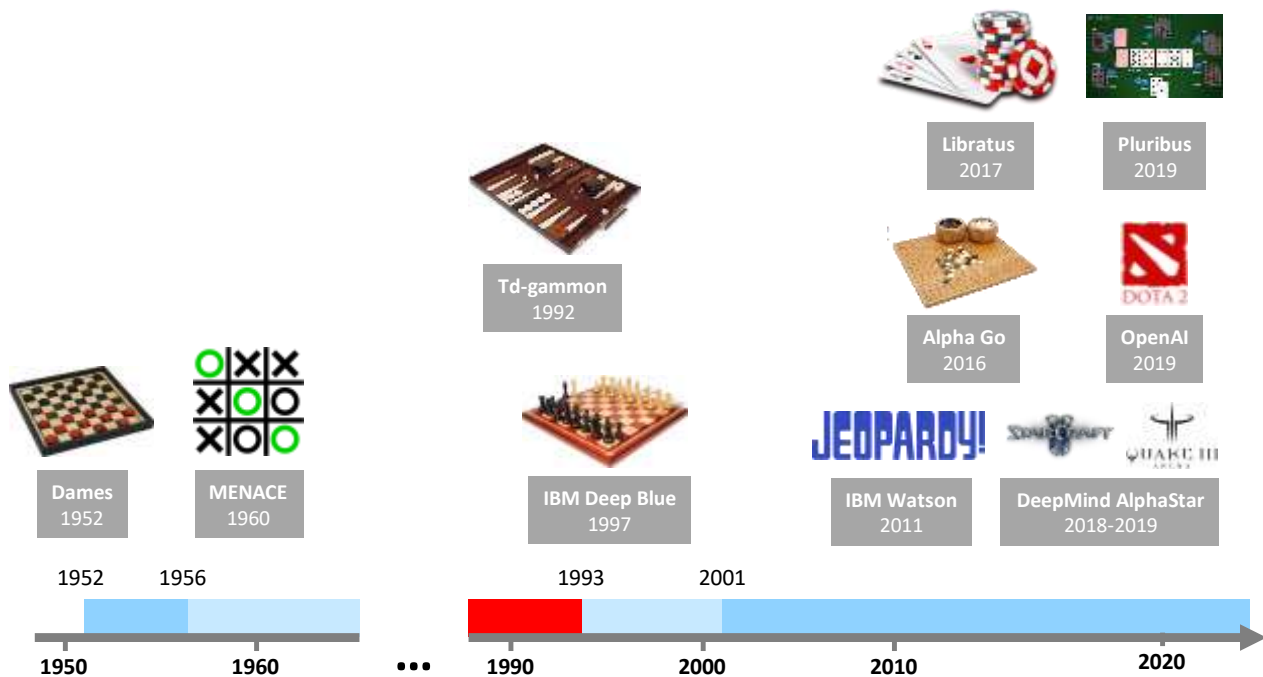 Libratus
2017
Pluribus
2019
Td-gammon
1992
Alpha Go
2016
DOTA 2
OpenAI
2019
Dames
1952
MENACE
1960
IBM Deep Blue
1997
JEOPARDY!
IBM Watson
2011
STARCRAFT
QUAKE III
ARENA
DeepMind AlphaStar
2018-2019
1952
1956
1993
2001
1950
1960
...
1990
2000
2010
2020